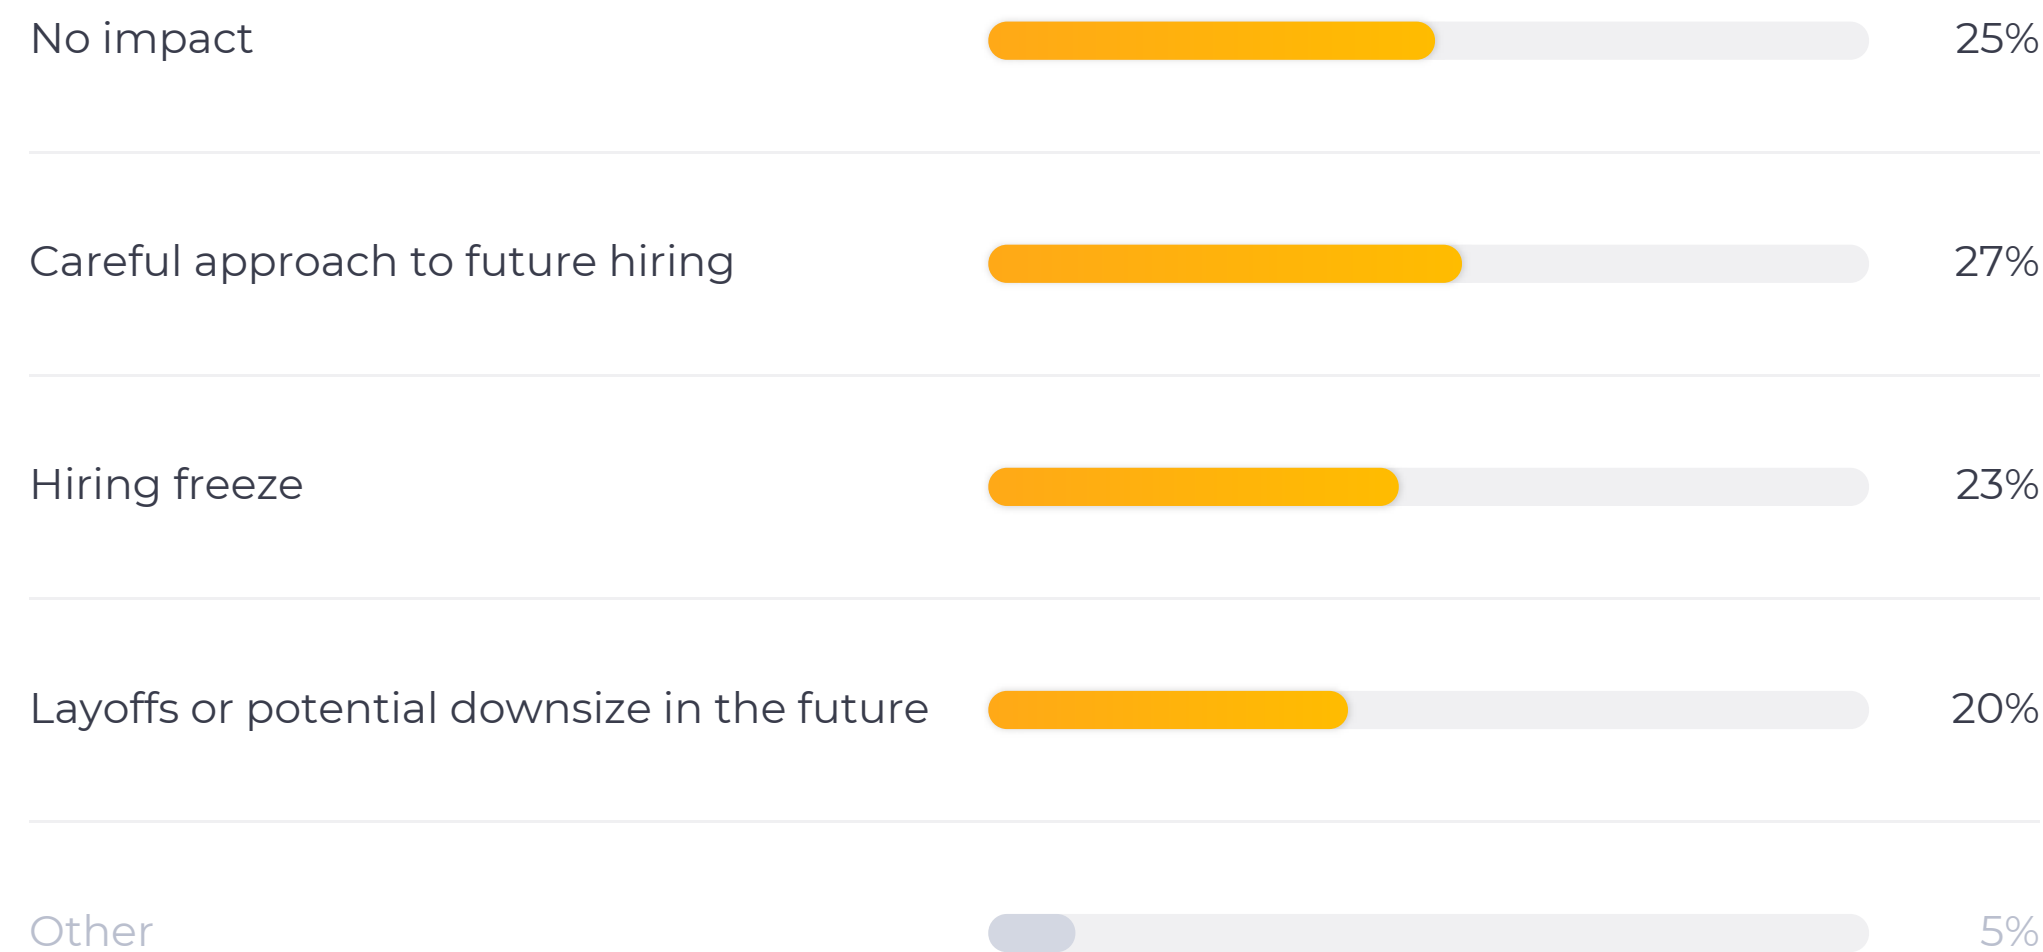 No impact 25%
Careful approach to future hiring 27%
Hiring freeze 23%
Layoffs or potential downsize in the future 20%
Other 5%